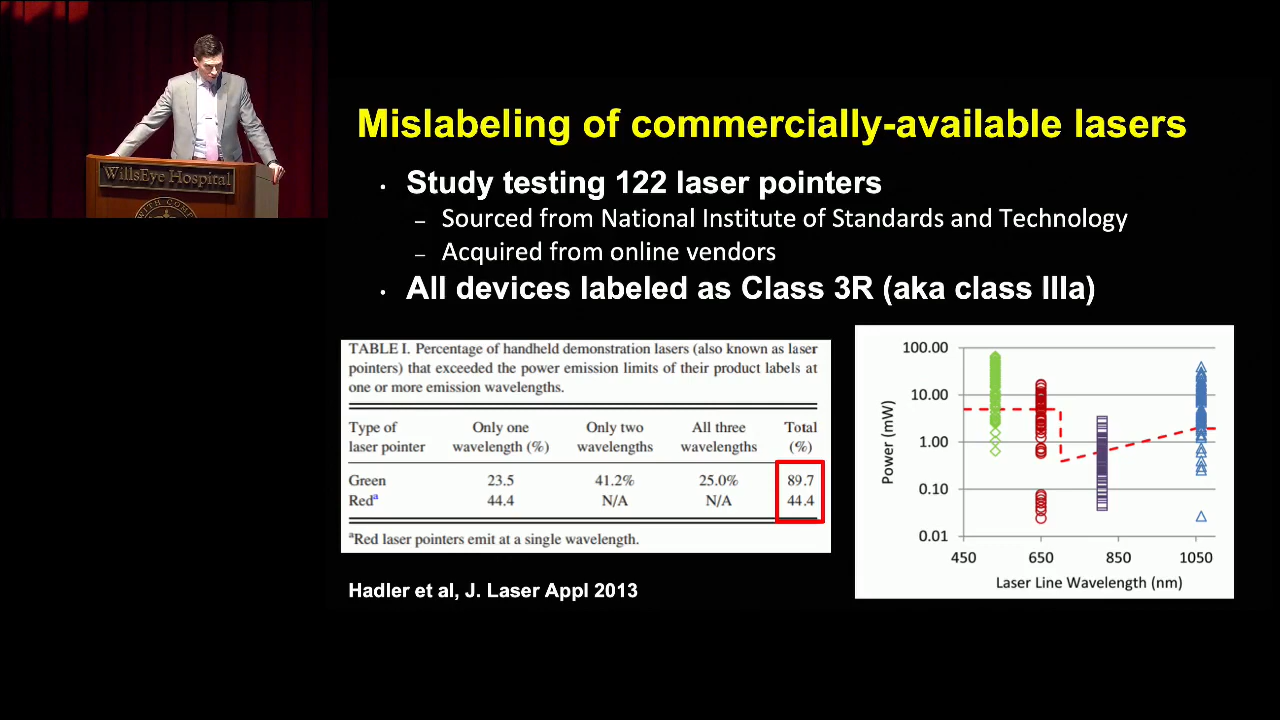 WillsEye Hospital
WITH COMP
Mislabeling of commercially-available lasers
• Study testing 122 laser pointers
– Sourced from National Institute of Standards and Technology
– Acquired from online vendors
• All devices labeled as Class 3R (aka class IIIa)
TABLE I. Percentage of handheld demonstration lasers (also known as laser
pointers) that exceeded the power emission limits of their product labels at
one or more emission wavelengths.
Type of Only one Only two All three Total
laser pointer wavelength (%) wavelengths wavelengths (%)
Green 23.5 41.2% 25.0% 89.7
Redª 44.4 N/A N/A 44.4
ªRed laser pointers emit at a single wavelength.
Hadler et al, J. Laser Appl 2013
Power (mW)
100.00
10.00
1.00
0.10
0.01
450 650 850 1050
Laser Line Wavelength (nm)